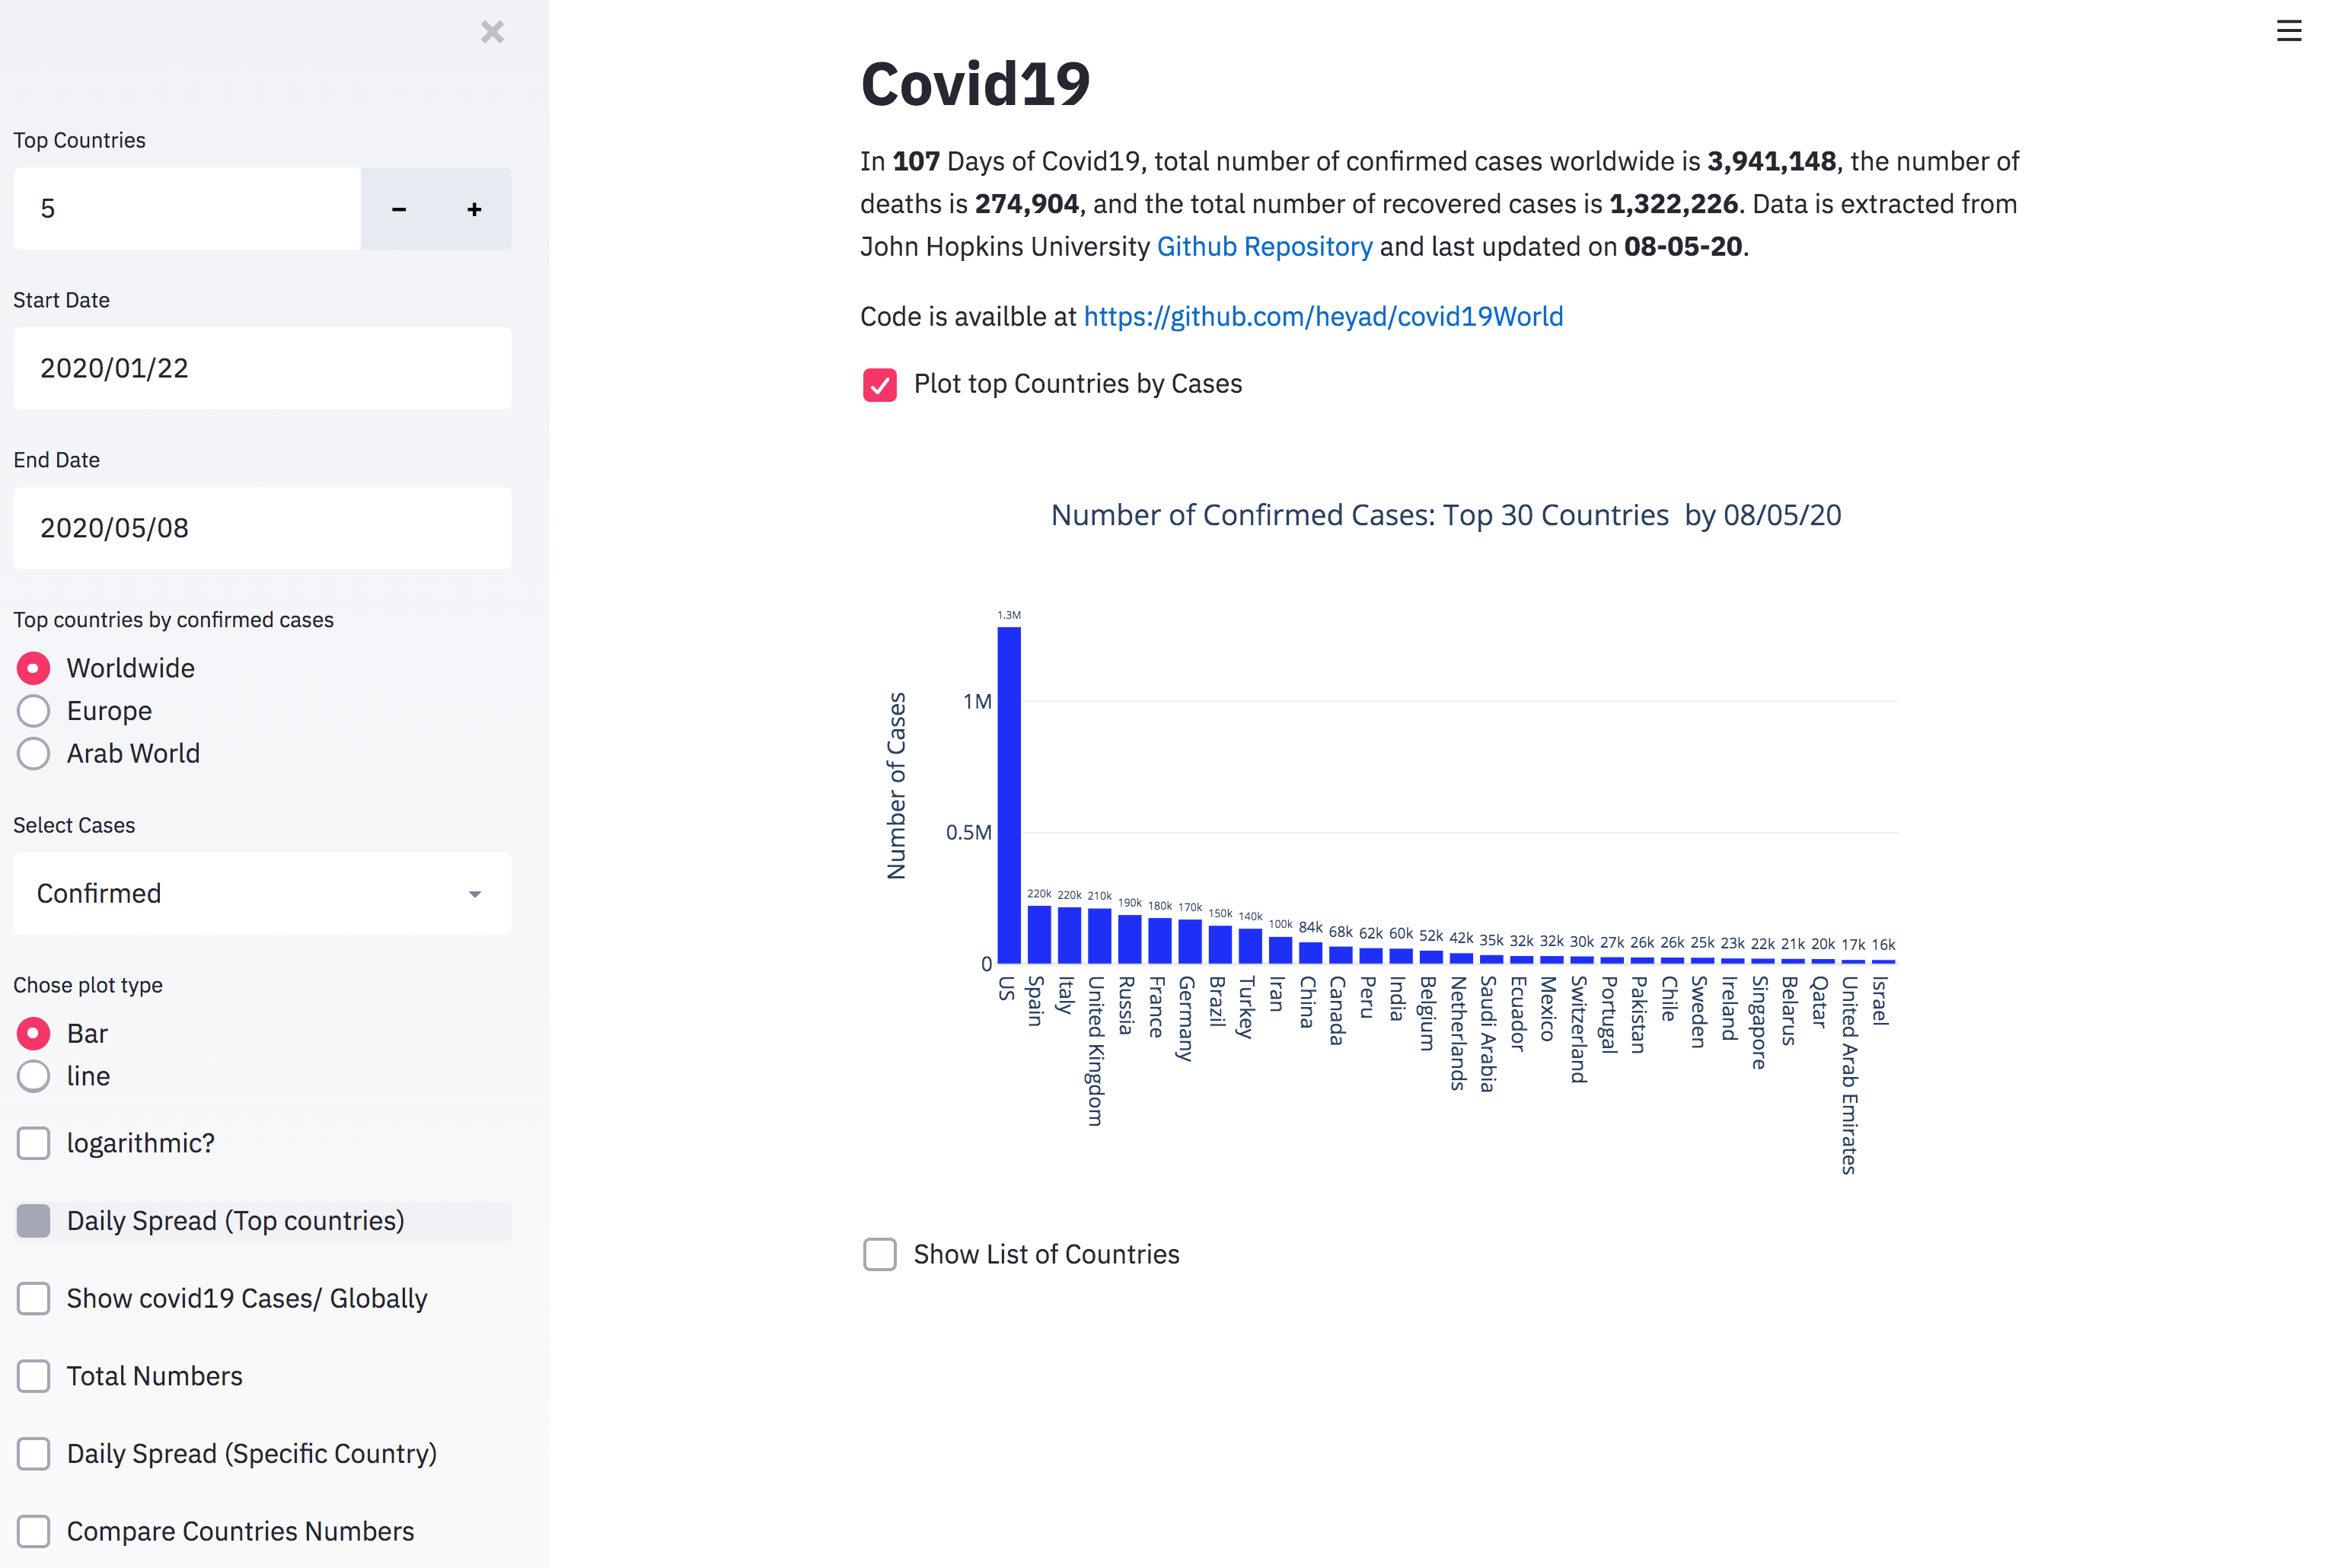 Top Countries
5
− +
Start Date
2020/01/22
End Date
2020/05/08
Top countries by confirmed cases
Worldwide
Europe
Arab World
Select Cases
Confirmed
Chose plot type
Bar
line
logarithmic?
Daily Spread (Top countries)
Show covid19 Cases/ Globally
Total Numbers
Daily Spread (Specific Country)
Compare Countries Numbers
Covid19
In 107 Days of Covid19, total number of confirmed cases worldwide is 3,941,148, the number of
deaths is 274,904, and the total number of recovered cases is 1,322,226. Data is extracted from
John Hopkins University Github Repository and last updated on 08-05-20.
Code is availble at https://github.com/heyad/covid19World
Plot top Countries by Cases
Number of Confirmed Cases: Top 30 Countries by 08/05/20
Number of Cases
1M
0.5M
0
1.3M
220k 220k 210k 190k 180k 170k 150k 140k 100k 84k 68k 62k 60k 52k 42k 35k 32k 32k 30k 27k 26k 26k 25k 23k 22k 21k 20k 17k 16k
US
Spain
Italy
United Kingdom
Russia
France
Germany
Brazil
Turkey
Iran
China
Canada
Peru
India
Belgium
Netherlands
Saudi Arabia
Ecuador
Mexico
Switzerland
Portugal
Pakistan
Chile
Sweden
Ireland
Singapore
Belarus
Qatar
United Arab Emirates
Israel
Show List of Countries